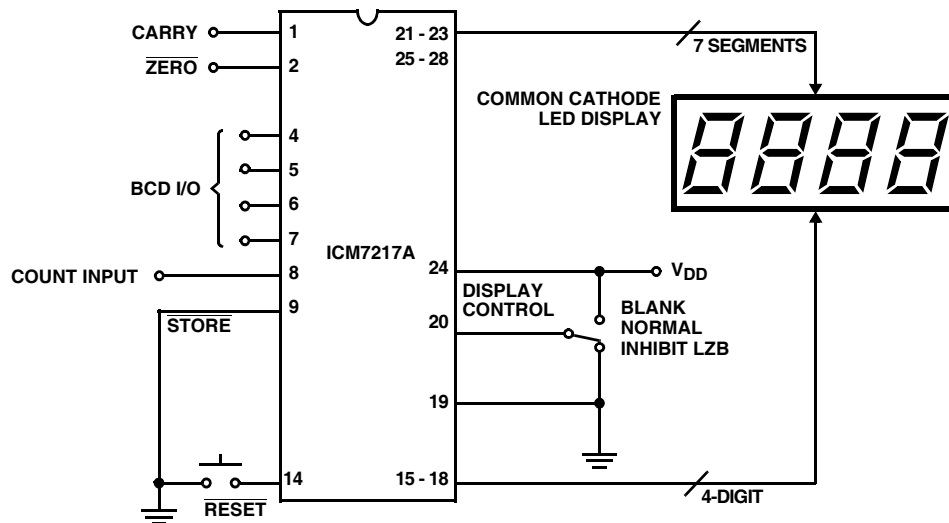 CARRY
1
ZERO
2
4
5
BCD I/O
6
7
COUNT INPUT
8
9
STORE
14
RESET
ICM7217A
21 - 23
25 - 28
24
DISPLAY
CONTROL
20
19
15 - 18
7 SEGMENTS
COMMON CATHODE
LED DISPLAY
8888
VDD
BLANK
NORMAL
INHIBIT LZB
4-DIGIT